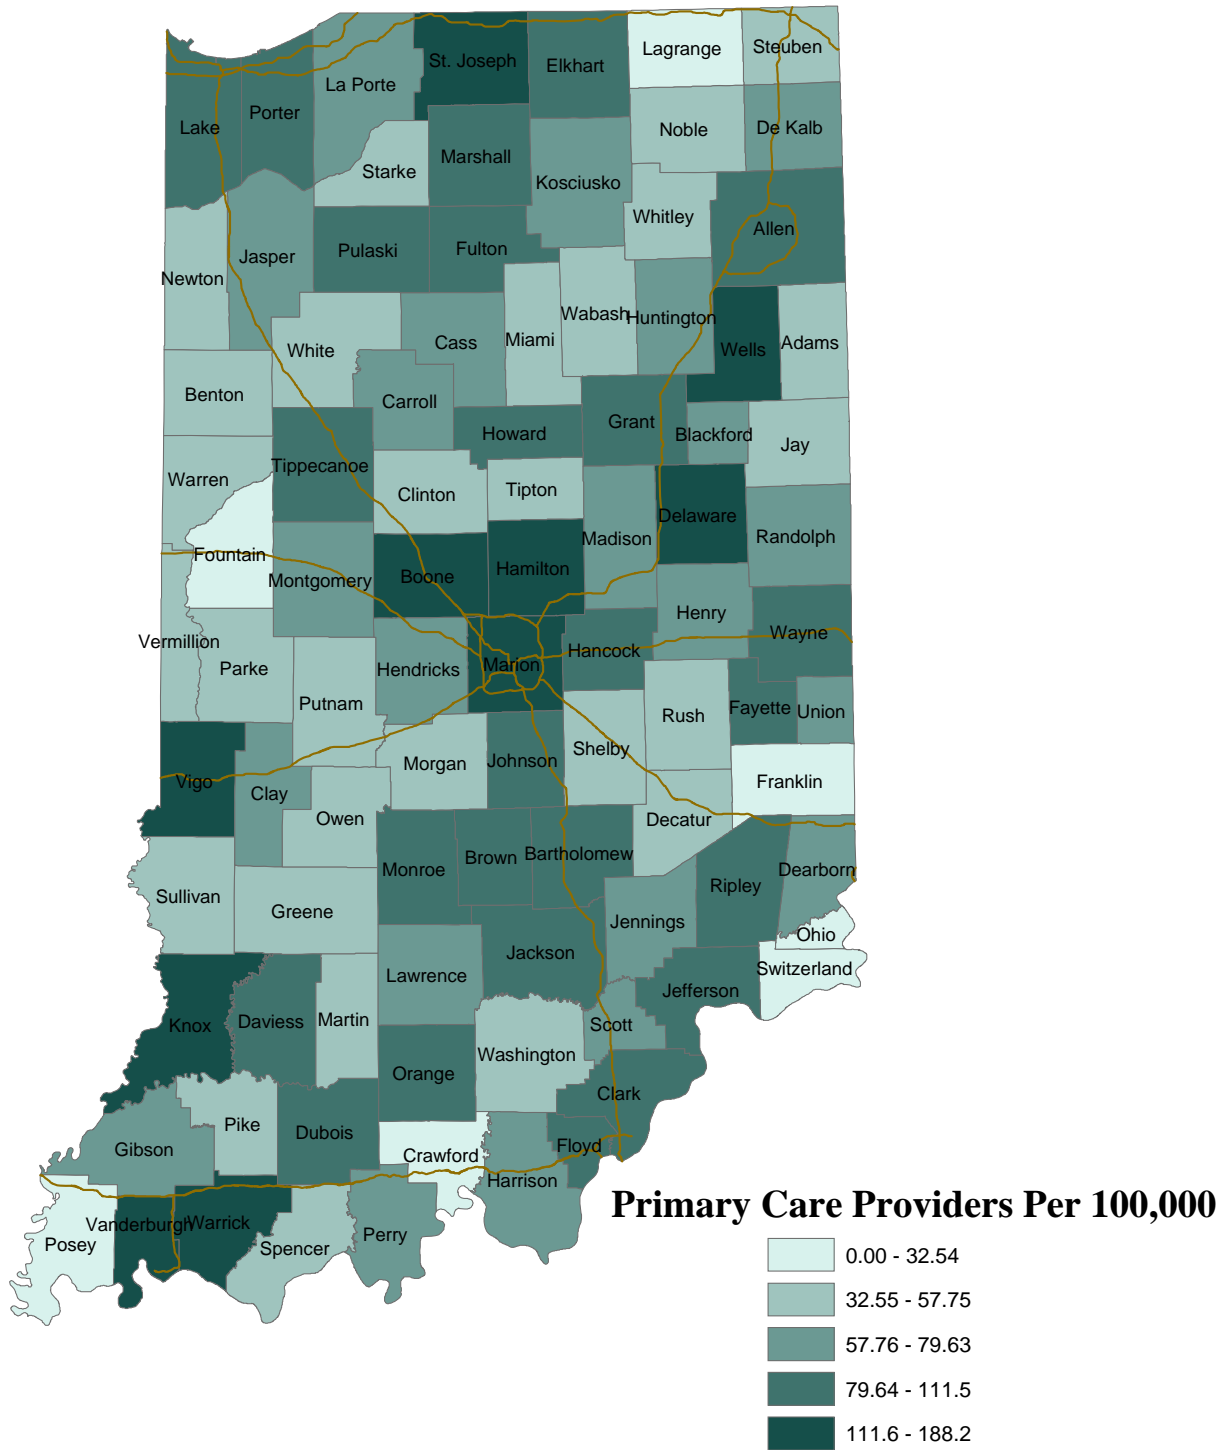 Lagrange
Steuben
St. Joseph
Elkhart
La Porte
Porter
Lake
Noble
De Kalb
Marshall
Starke
Kosciusko
Whitley
Allen
Pulaski
Fulton
Jasper
Newton
Wabash
Huntington
Miami
Cass
White
Wells
Adams
Benton
Carroll
Howard
Grant
Blackford
Jay
Tippecanoe
Warren
Clinton
Tipton
Delaware
Madison
Randolph
Fountain
Montgomery
Boone
Hamilton
Henry
Wayne
Vermillion
Parke
Hendricks
Marion
Hancock
Putnam
Rush
Fayette
Union
Shelby
Morgan
Johnson
Franklin
Vigo
Clay
Owen
Decatur
Monroe
Brown
Bartholomew
Ripley
Dearborn
Sullivan
Greene
Jennings
Ohio
Jackson
Switzerland
Lawrence
Jefferson
Knox
Daviess
Martin
Scott
Washington
Orange
Clark
Pike
Dubois
Gibson
Crawford
Floyd
Harrison
Vanderburgh
Warrick
Posey
Spencer
Perry
Primary Care Providers Per 100,000
0.00 - 32.54
32.55 - 57.75
57.76 - 79.63
79.64 - 111.5
111.6 - 188.2